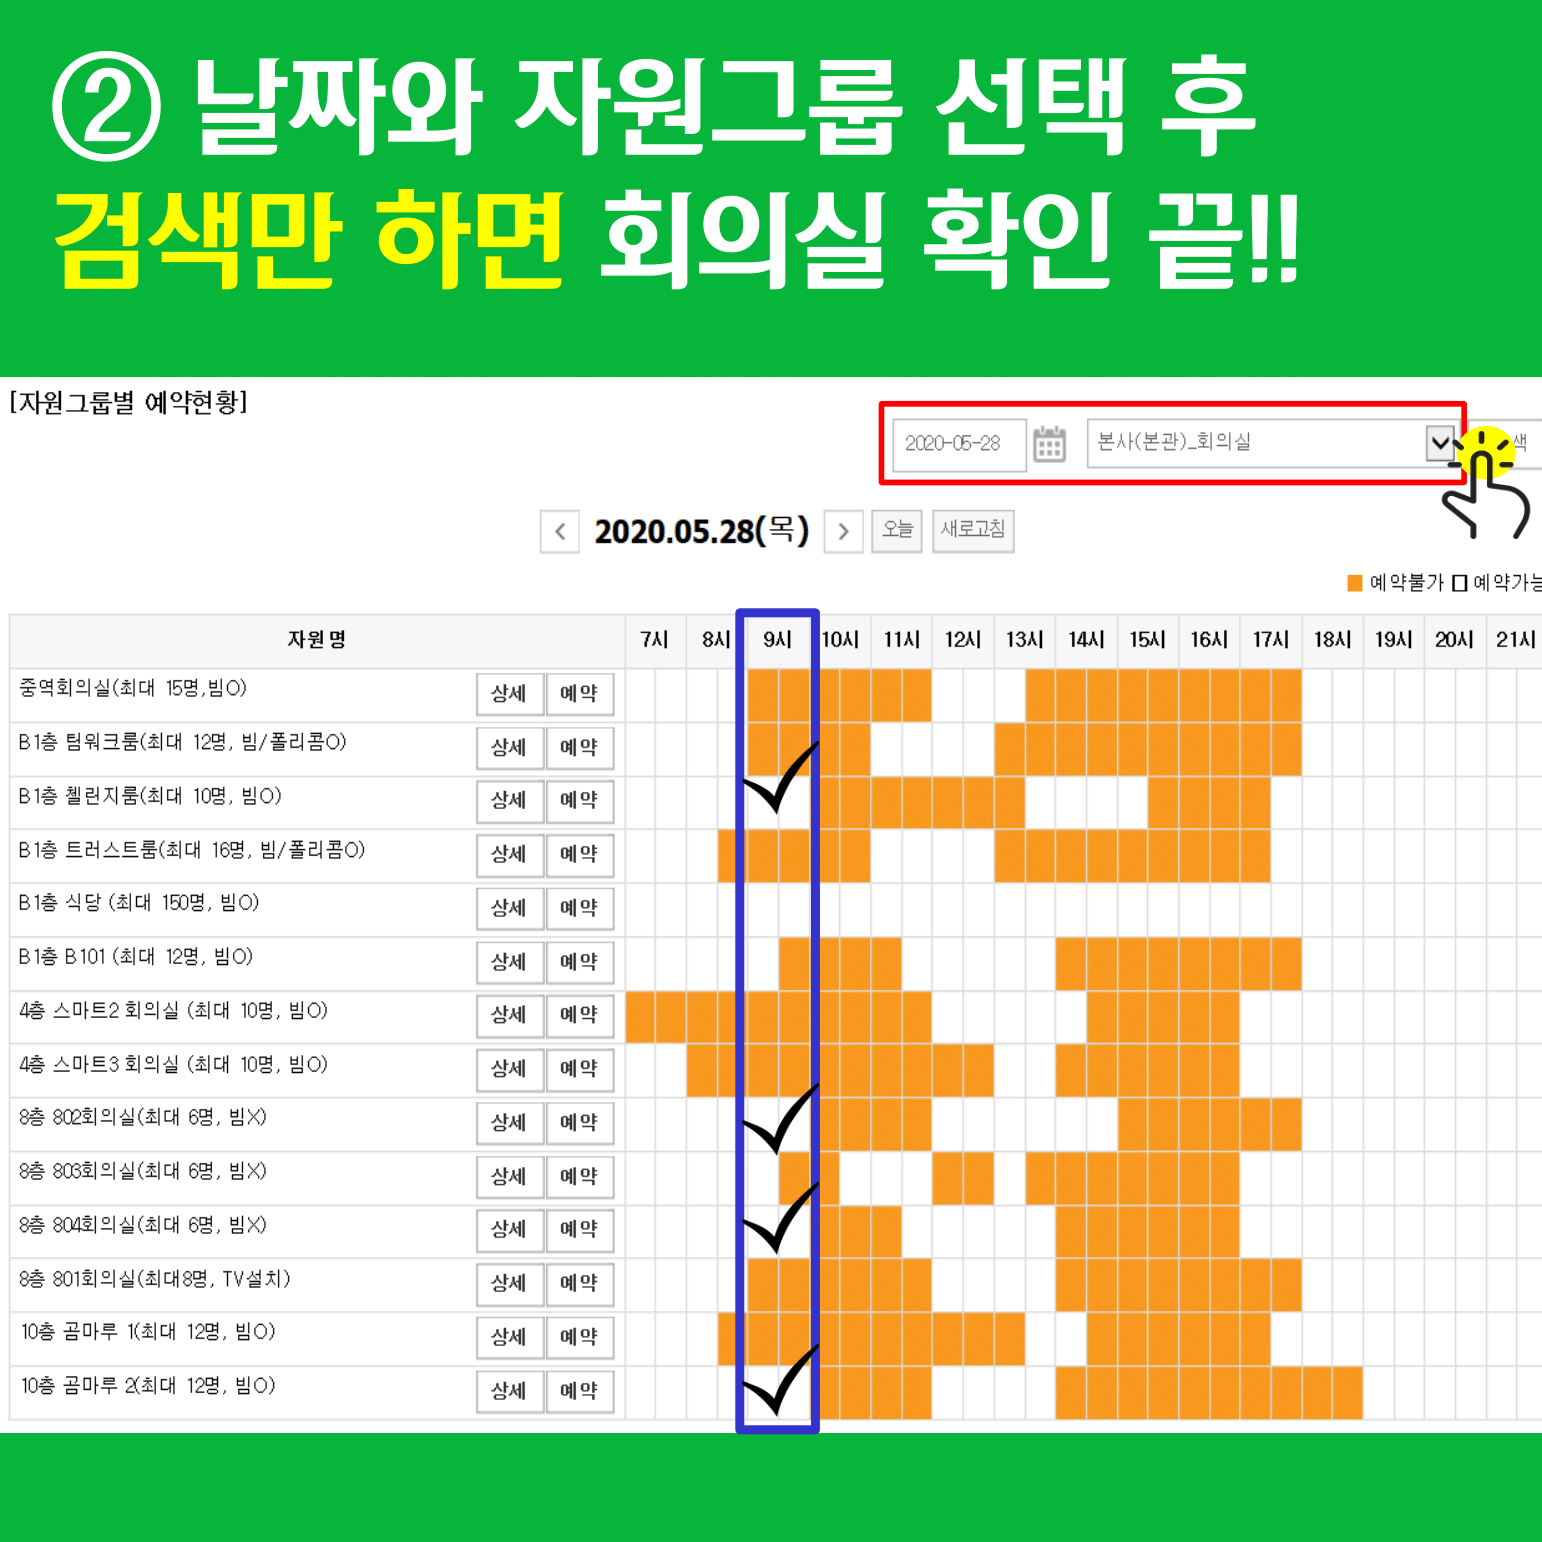 ② 날짜와 자원그룹 선택 후
검색만 하면 회의실 확인 끝!!
[자원그룹별 예약현황]
2020-05-28 본사(본관)_회의실 색
2020.05.28(목) 오늘 새로고침
예약불가 예약가능
자원명 7시 8시 9시 10시 11시 12시 13시 14시 15시 16시 17시 18시 19시 20시 21시
중역회의실(최대 15명,빔O) 상세 예약
B1층 팀워크룸(최대 12명, 빔/폴리콤O) 상세 예약
B1층 첼린지룸(최대 10명, 빔O) 상세 예약
B1층 트러스트룸(최대 16명, 빔/폴리콤O) 상세 예약
B1층 식당 (최대 150명, 빔O) 상세 예약
B1층 B101 (최대 12명, 빔O) 상세 예약
4층 스마트2 회의실 (최대 10명, 빔O) 상세 예약
4층 스마트3 회의실 (최대 10명, 빔O) 상세 예약
8층 802회의실(최대 6명, 빔X) 상세 예약
8층 803회의실(최대 6명, 빔X) 상세 예약
8층 804회의실(최대 6명, 빔X) 상세 예약
8층 801회의실(최대8명, TV설치) 상세 예약
10층 곰마루 1(최대 12명, 빔O) 상세 예약
10층 곰마루 2(최대 12명, 빔O) 상세 예약